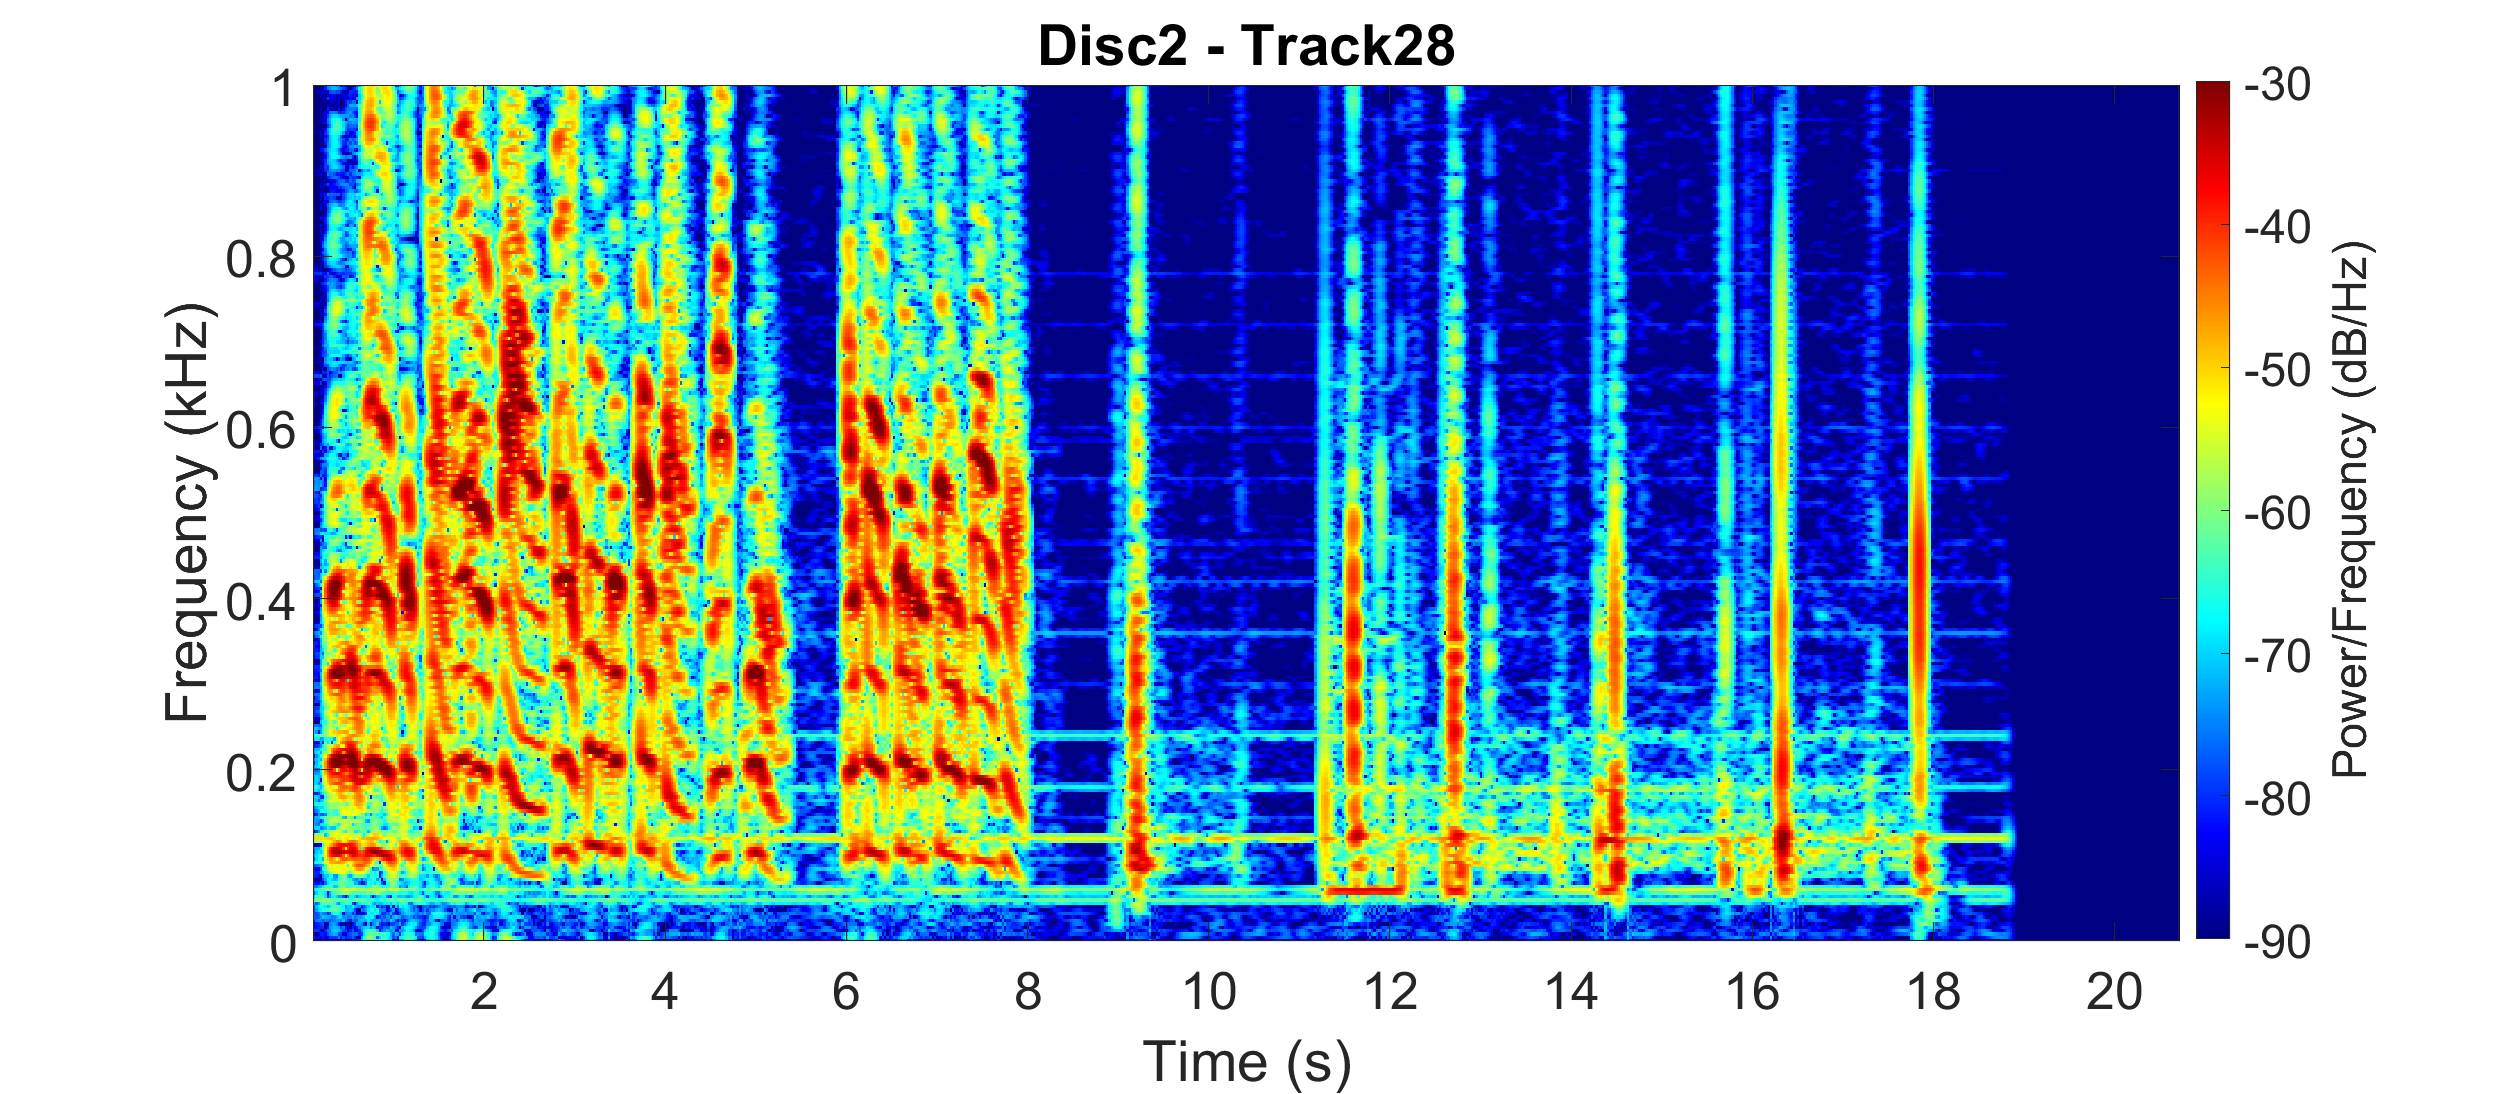 Disc2 - Track28
1
0.8
0.6
0.4
0.2
0
Frequency (kHz)
2 4 6 8 10 12 14 16 18 20
Time (s)
-30
-40
-50
-60
-70
-80
-90
Power/Frequency (dB/Hz)